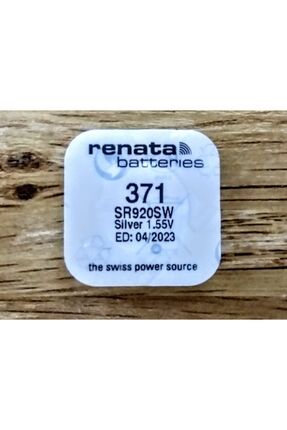 renata
batteries
371
SR920SW
Silver 1.55V
ED: 04/2023
the swiss power source